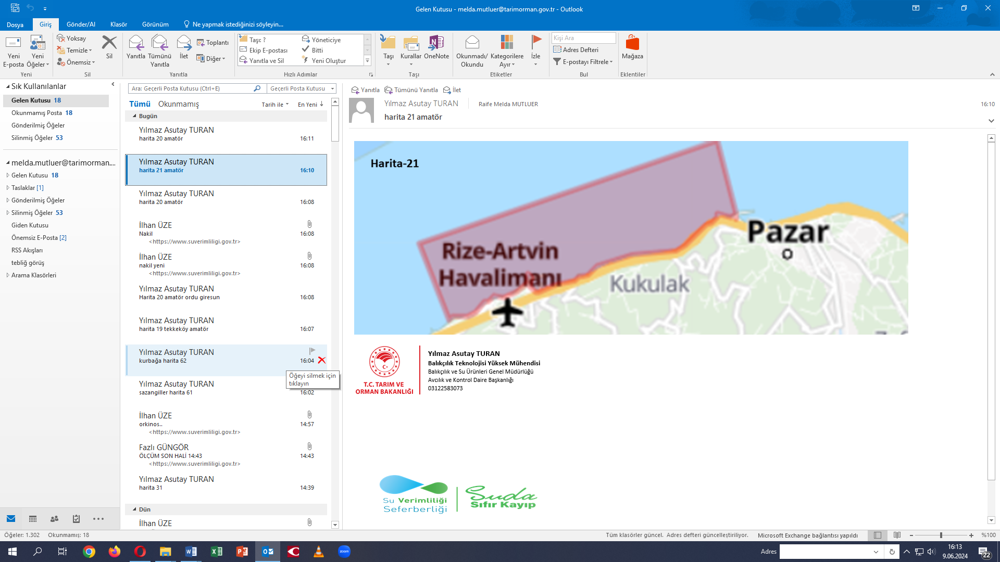 Gelen Kutusu - melda.mutluer@tarimorman.gov.tr - Outlook
Dosya
Giriş
Gönder/Al
Klasör
Görünüm
Ne yapmak istediğinizi söyleyin...
Yeni
E-posta
Yeni
Öğeler
Yeni
Yoksay
Temizle
Önemsiz
Sil
Sil
Yanıtla
Tümünü
Yanıtla
İlet
Toplantı
Diğer
Yanıtla
Taşı: ?
Ekip E-postası
Yanıtla ve Sil
Yöneticiye
Bitti
Yeni Oluştur
Hızlı Adımlar
Taşı
Kurallar
OneNote
Taşı
Okunmadı/
Okundu
Kategorilere
Ayır
İzle
Etiketler
Kişi Ara
Adres Defteri
E-postayı Filtrele
Bul
Mağaza
Eklentiler
Sık Kullanılanlar
Gelen Kutusu 18
Okunmamış Posta 18
Gönderilmiş Öğeler
Silinmiş Öğeler 53
melda.mutluer@tarimorman....
Gelen Kutusu 18
Taslaklar [1]
Gönderilmiş Öğeler
Silinmiş Öğeler 53
Giden Kutusu
Önemsiz E-Posta [2]
RSS Akışları
tebliğ görüş
Arama Klasörleri
Ara: Geçerli Posta Kutusu (Ctrl+E)
Geçerli Posta Kutusu
Tümü Okunmamış
Tarih ile En Yeni
Bugün
Yılmaz Asutay TURAN
harita 20 amatör 16:11
Yılmaz Asutay TURAN
harita 21 amatör 16:10
Yılmaz Asutay TURAN
harita 20 amatör 16:08
İlhan ÜZE
Nakil 16:08
<https://www.suverimliligi.gov.tr>
İlhan ÜZE
nakil yeni 16:08
<https://www.suverimliligi.gov.tr>
Yılmaz Asutay TURAN
Harita 20 amatör ordu giresun 16:08
Yılmaz Asutay TURAN
harita 19 tekkeköy amatör 16:07
Yılmaz Asutay TURAN
kurbağa harita 62 16:04
Öğeyi silmek için
tıklayın
Yılmaz Asutay TURAN
sazangiller harita 61 16:02
İlhan ÜZE
orkinos.. 14:57
<https://www.suverimliligi.gov.tr>
Fazlı GÜNGÖR
ÖLÇÜM SON HALİ 14:43 14:43
<https://www.suverimliligi.gov.tr>
Yılmaz Asutay TURAN
harita 31 14:39
Dün
İlhan ÜZE
Yanıtla Tümünü Yanıtla İlet
Yılmaz Asutay TURAN Raife Melda MUTLUER 16:10
harita 21 amatör
Harita-21
Pazar
Rize-Artvin
Havalimanı
Kukulak
T.C. TARIM VE
ORMAN BAKANLIĞI
Yılmaz Asutay TURAN
Balıkçılık Teknolojisi Yüksek Mühendisi
Balıkçılık ve Su Ürünleri Genel Müdürlüğü
Avcılık ve Kontrol Daire Başkanlığı
03122583073
Su Verimliliği
Seferberliği
Suda
Sıfır Kayıp
Öğeler: 1.302 Okunmamış: 18
Tüm klasörler güncel. Adres defteri güncelleştiriliyor. Microsoft Exchange bağlantısı yapıldı %100
zoom
Adres
16:13
9.06.2024
22